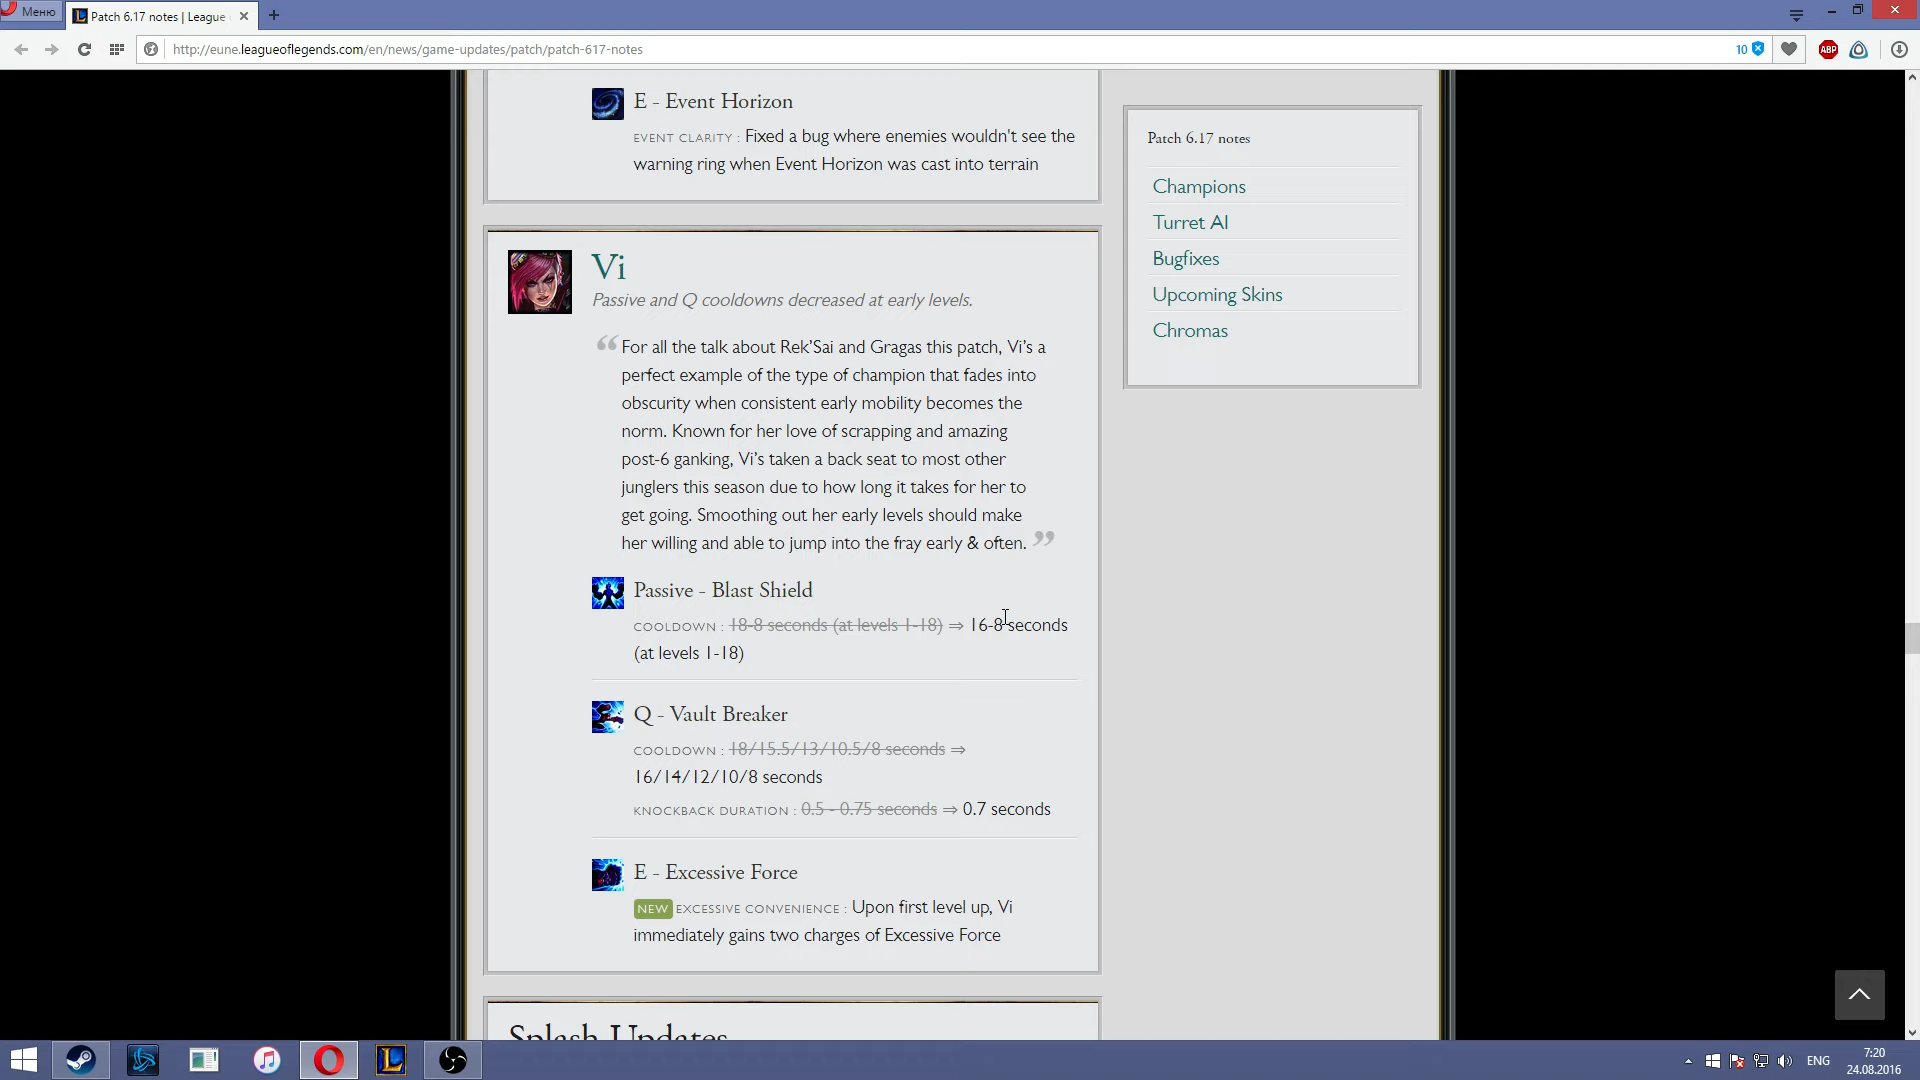 Меню
Patch 6.17 notes | League
http://eune.leagueoflegends.com/en/news/game-updates/patch/patch-617-notes
10
ABP
E - Event Horizon
EVENT CLARITY : Fixed a bug where enemies wouldn't see the
warning ring when Event Horizon was cast into terrain
Patch 6.17 notes
Champions
Turret AI
Bugfixes
Upcoming Skins
Chromas
Vi
Passive and Q cooldowns decreased at early levels.
“ For all the talk about Rek’Sai and Gragas this patch, Vi’s a
perfect example of the type of champion that fades into
obscurity when consistent early mobility becomes the
norm. Known for her love of scrapping and amazing
post-6 ganking, Vi’s taken a back seat to most other
junglers this season due to how long it takes for her to
get going. Smoothing out her early levels should make
her willing and able to jump into the fray early & often. ”
Passive - Blast Shield
COOLDOWN : 18-8 seconds (at levels 1-18) ⇒ 16-8 seconds
(at levels 1-18)
Q - Vault Breaker
COOLDOWN : 18/15.5/13/10.5/8 seconds ⇒
16/14/12/10/8 seconds
KNOCKBACK DURATION : 0.5 - 0.75 seconds ⇒ 0.7 seconds
E - Excessive Force
NEW EXCESSIVE CONVENIENCE : Upon first level up, Vi
immediately gains two charges of Excessive Force
Splash Updates
ENG
7:20
24.08.2016